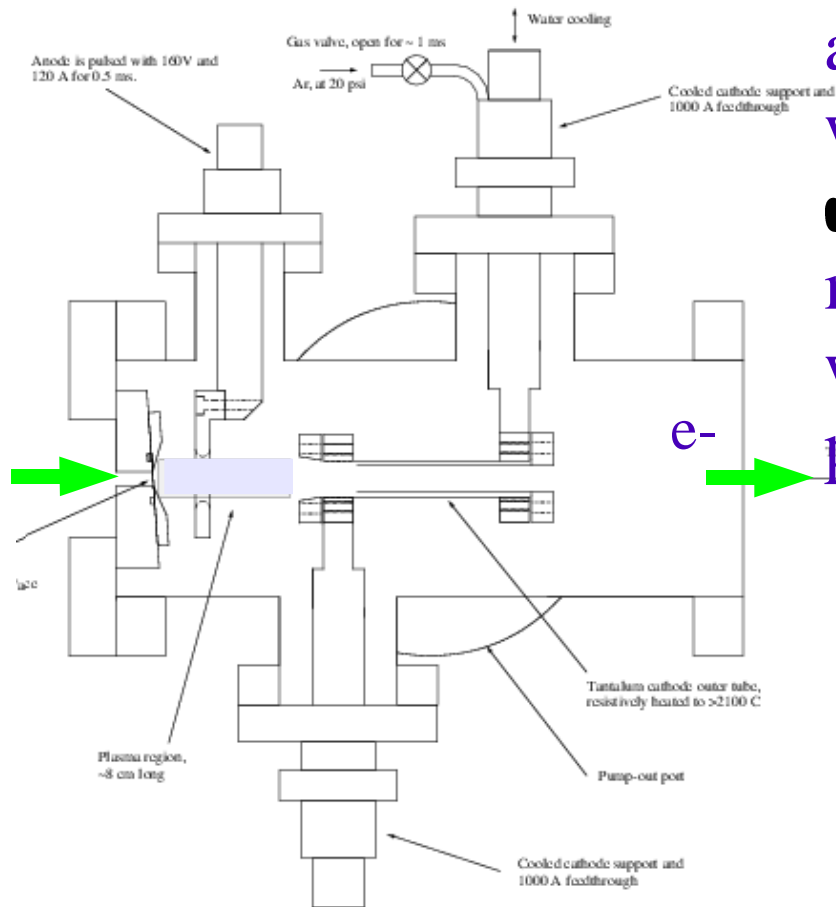 Water cooling
Gas valve, open for ~ 1 ms
Anode is pulsed with 160V and
120 A for 0.5 ms.
Ar, at 20 psi
Cooled cathode support and
1000 A feedthrough
e-
Tantalum cathode outer tube,
resistively heated to >2100 C
Plasma region,
~8 cm long
Pump-out port
Cooled cathode support and
1000 A feedthrough